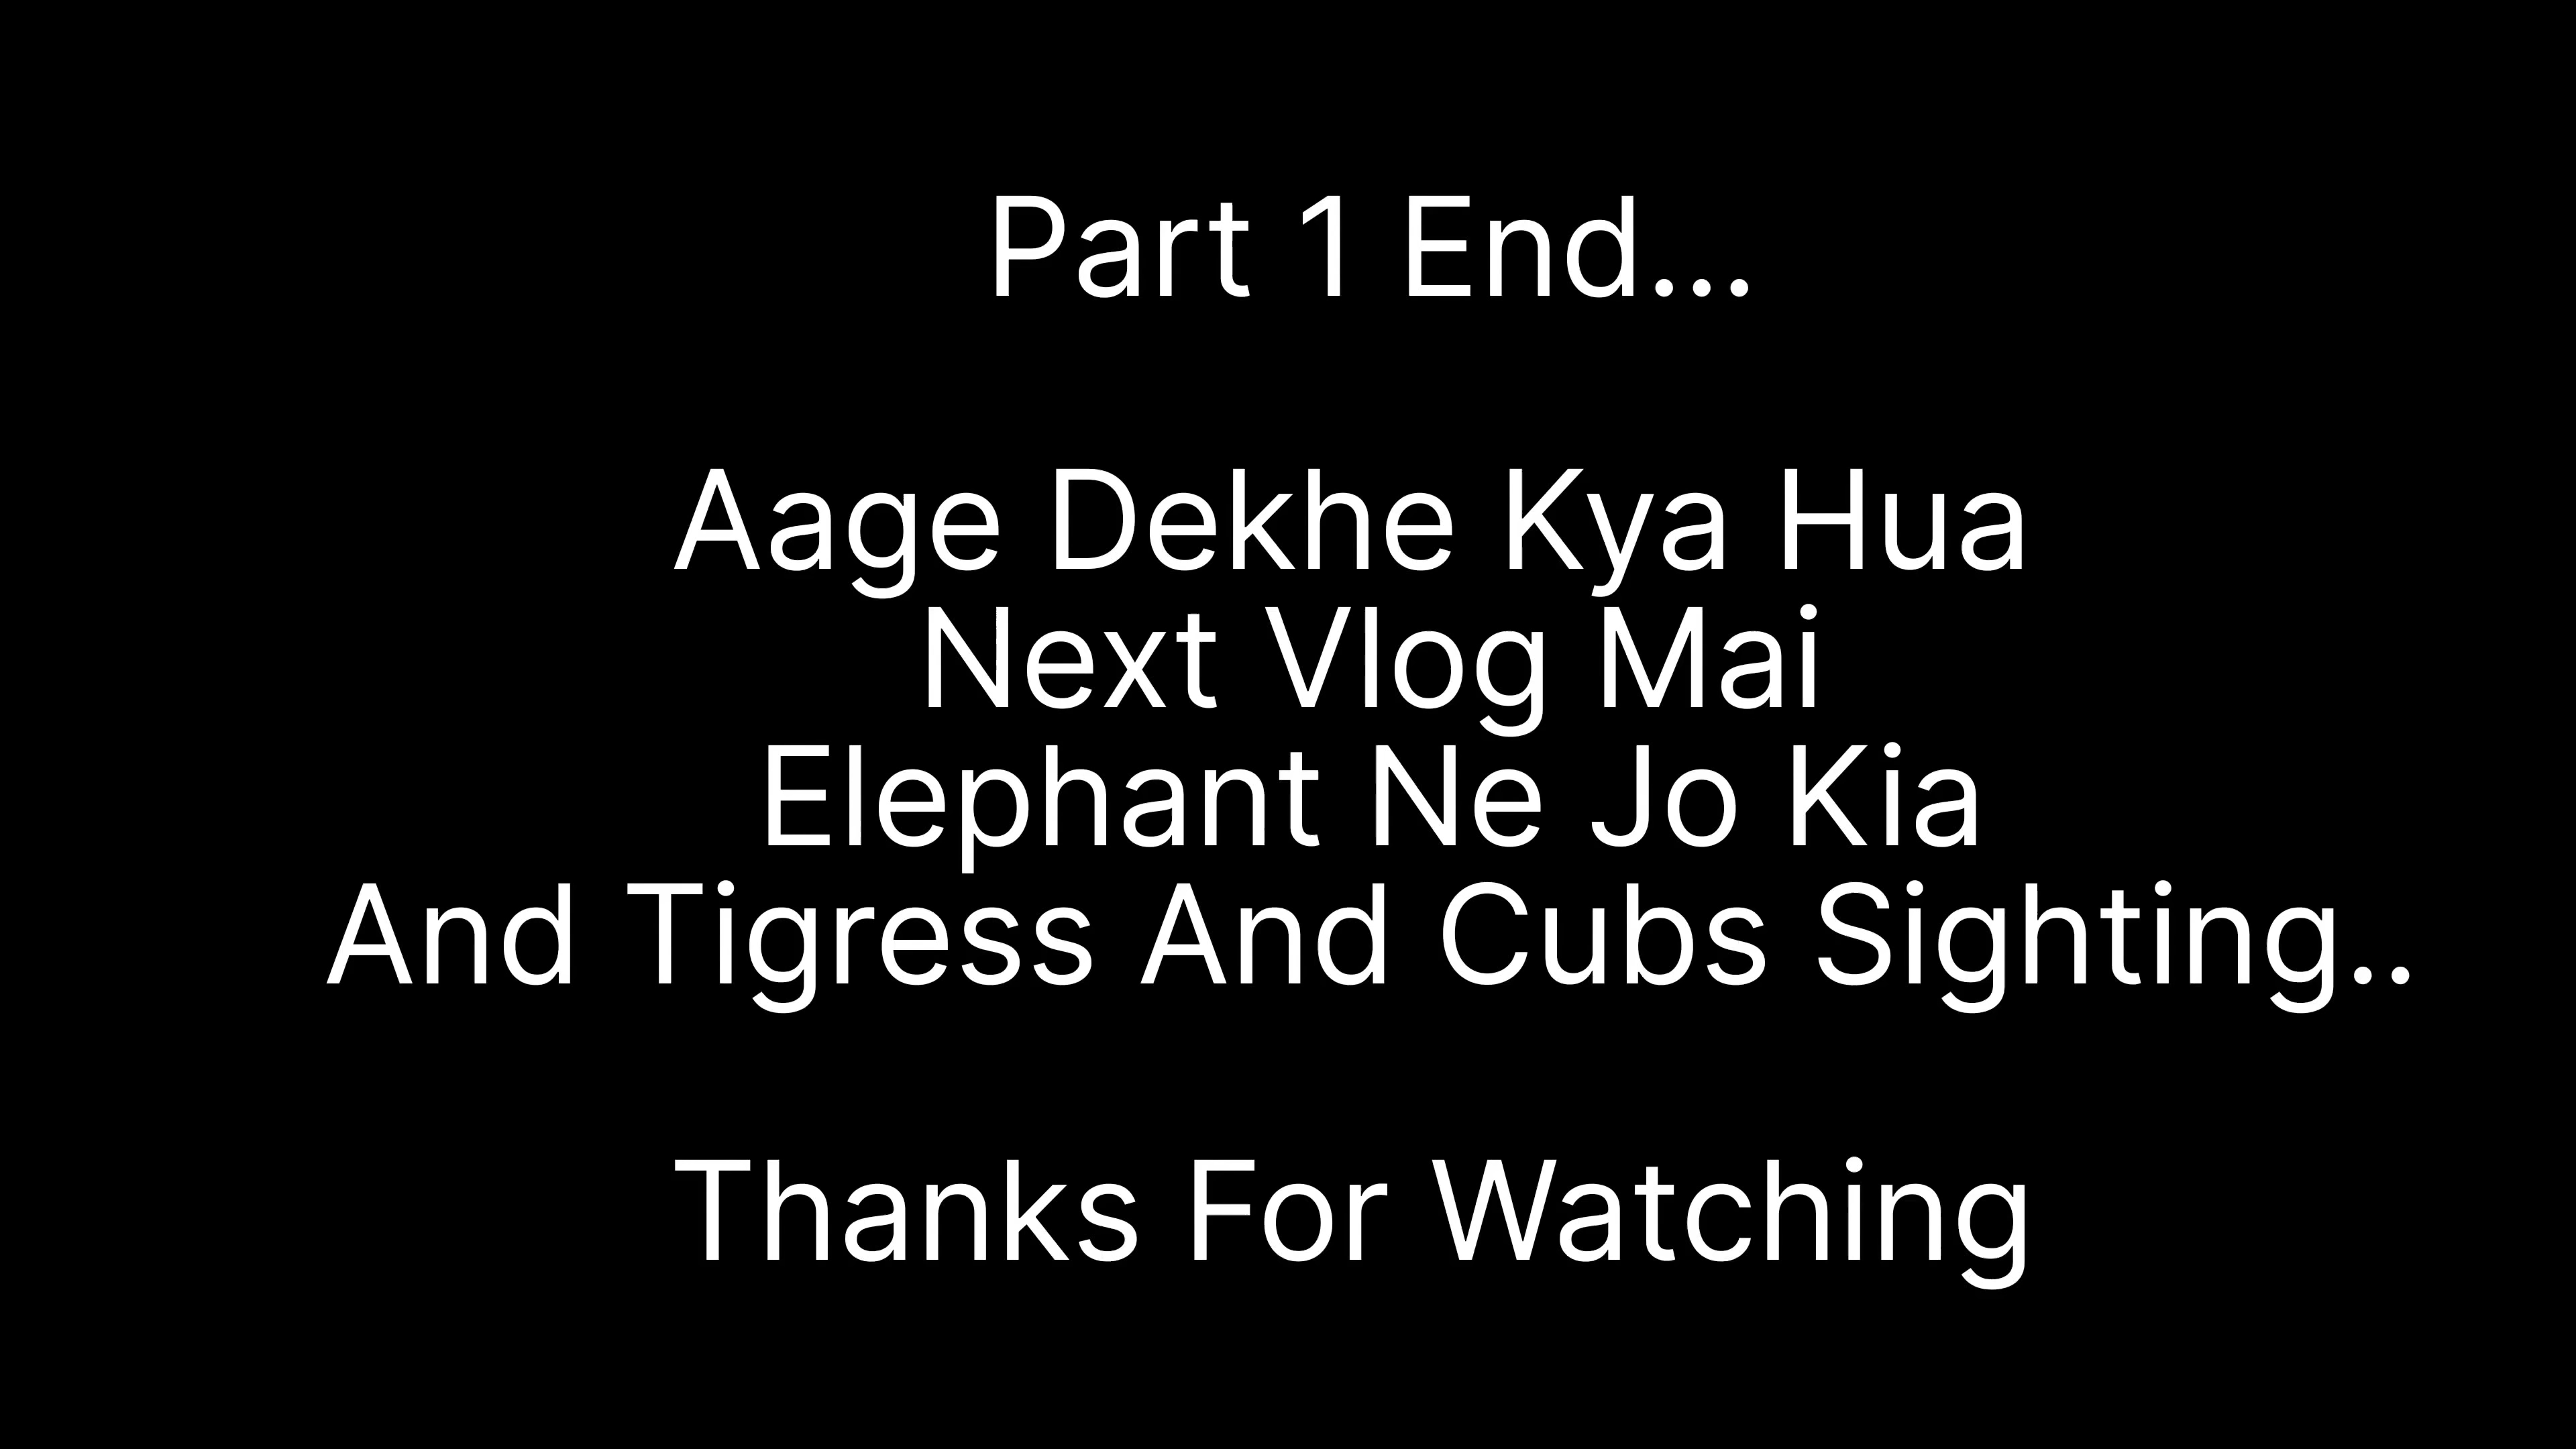 Part 1 End...
Aage Dekhe Kya Hua
Next Vlog Mai
Elephant Ne Jo Kia
And Tigress And Cubs Sighting..
Thanks For Watching